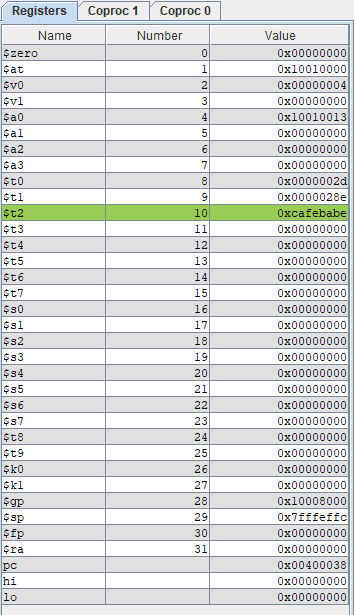 Registers Coproc 1 Coproc 0
Name Number Value
$zero 0 0x00000000
$at 1 0x10010000
$v0 2 0x00000004
$v1 3 0x00000000
$a0 4 0x10010013
$a1 5 0x00000000
$a2 6 0x00000000
$a3 7 0x00000000
$t0 8 0x0000002d
$t1 9 0x0000028e
$t2 10 0xcafebabe
$t3 11 0x00000000
$t4 12 0x00000000
$t5 13 0x00000000
$t6 14 0x00000000
$t7 15 0x00000000
$s0 16 0x00000000
$s1 17 0x00000000
$s2 18 0x00000000
$s3 19 0x00000000
$s4 20 0x00000000
$s5 21 0x00000000
$s6 22 0x00000000
$s7 23 0x00000000
$t8 24 0x00000000
$t9 25 0x00000000
$k0 26 0x00000000
$k1 27 0x00000000
$gp 28 0x10008000
$sp 29 0x7fffeffc
$fp 30 0x00000000
$ra 31 0x00000000
pc 0x00400038
hi 0x00000000
lo 0x00000000